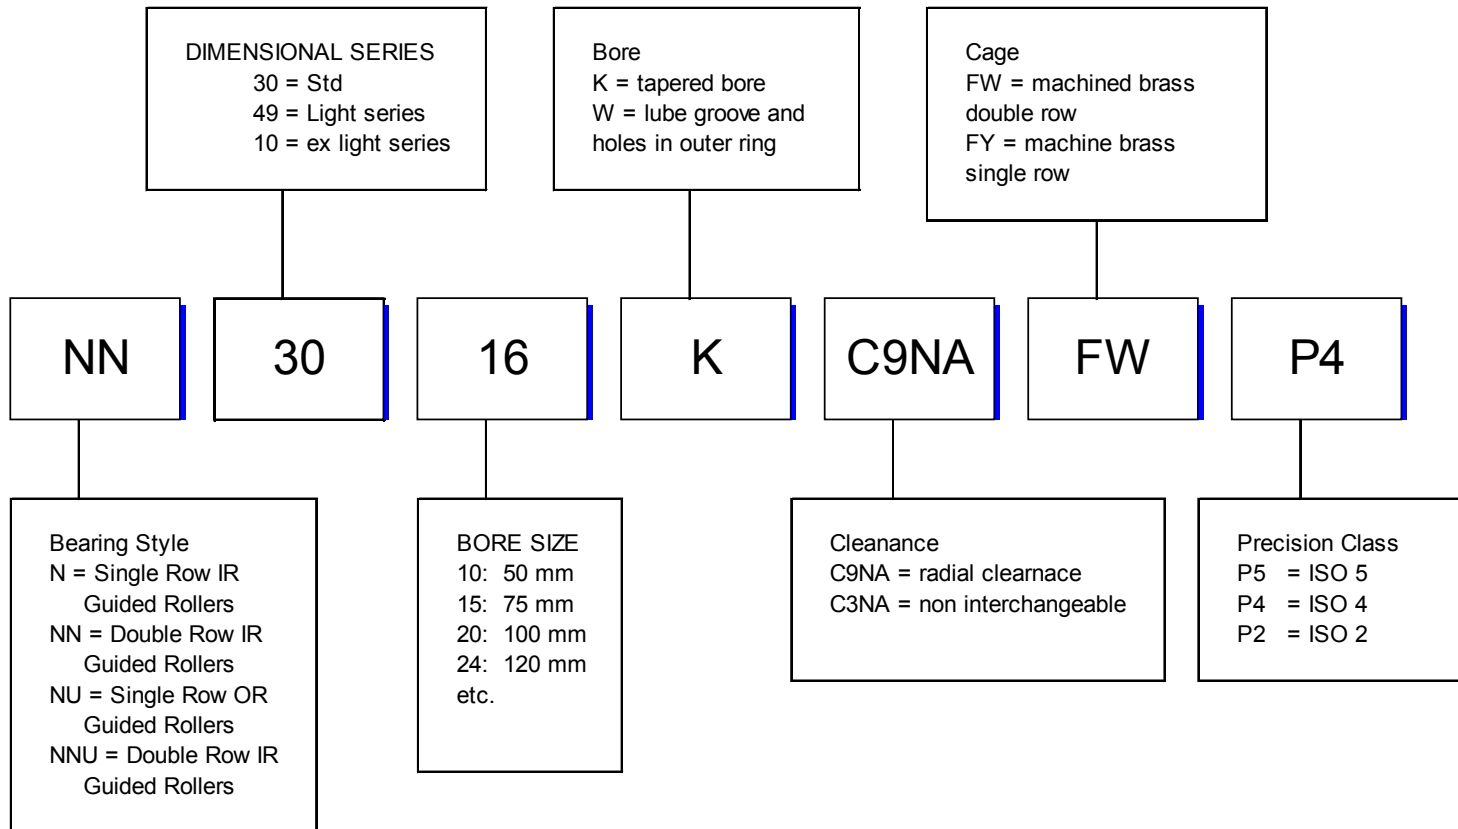 DIMENSIONAL SERIES
30 = Std
49 = Light series
10 = ex light series
Bore
K = tapered bore
W = lube groove and
holes in outer ring
Cage
FW = machined brass
double row
FY = machine brass
single row
NN
30
16
K
C9NA
FW
P4
Bearing Style
N = Single Row IR
Guided Rollers
NN = Double Row IR
Guided Rollers
NU = Single Row OR
Guided Rollers
NNU = Double Row IR
Guided Rollers
BORE SIZE
10: 50 mm
15: 75 mm
20: 100 mm
24: 120 mm
etc.
Cleanance
C9NA = radial clearnace
C3NA = non interchangeable
Precision Class
P5 = ISO 5
P4 = ISO 4
P2 = ISO 2